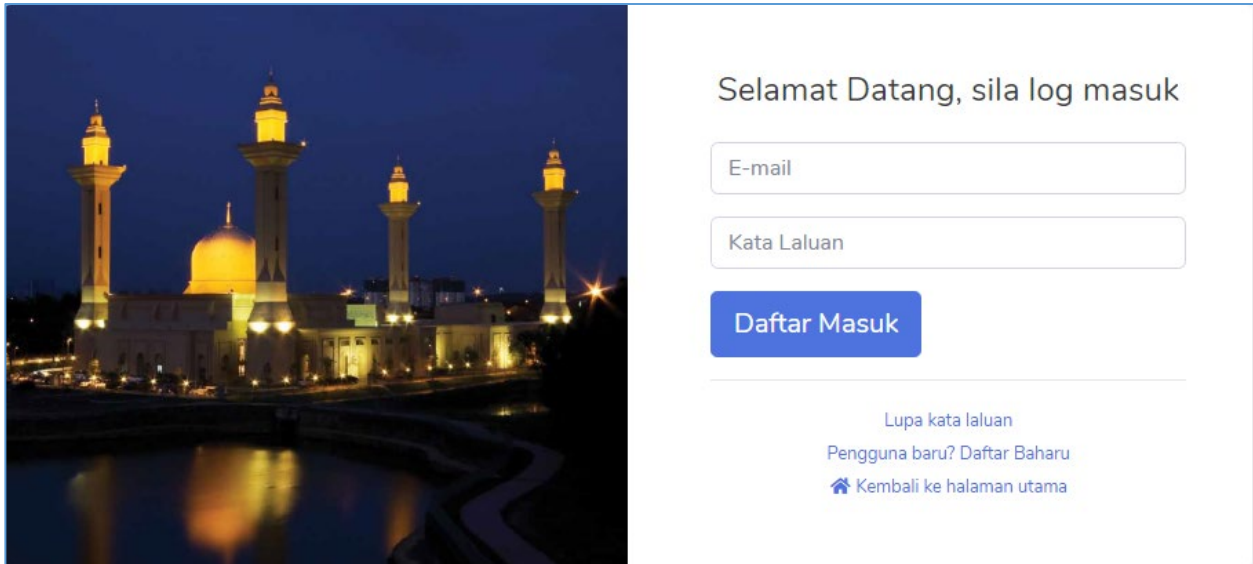 Selamat Datang, sila log masuk
E-mail
Kata Laluan
Daftar Masuk
Lupa kata laluan
Pengguna baru? Daftar Baharu
Kembali ke halaman utama